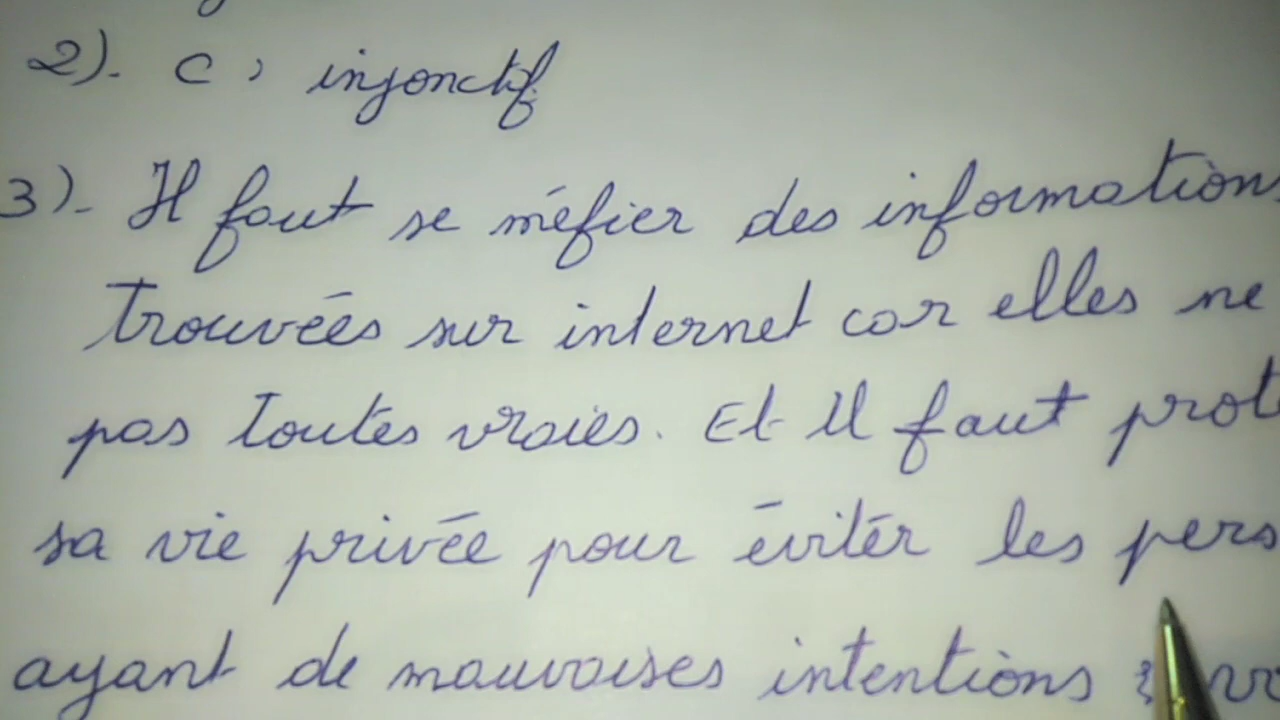 2). c, injonctif
3). Il faut se méfier des informations
trouvées sur internet car elles ne
pas toutes vraies. Et Il faut prot
sa vie privée pour éviter les pers
ayant de mauvaises intentions :